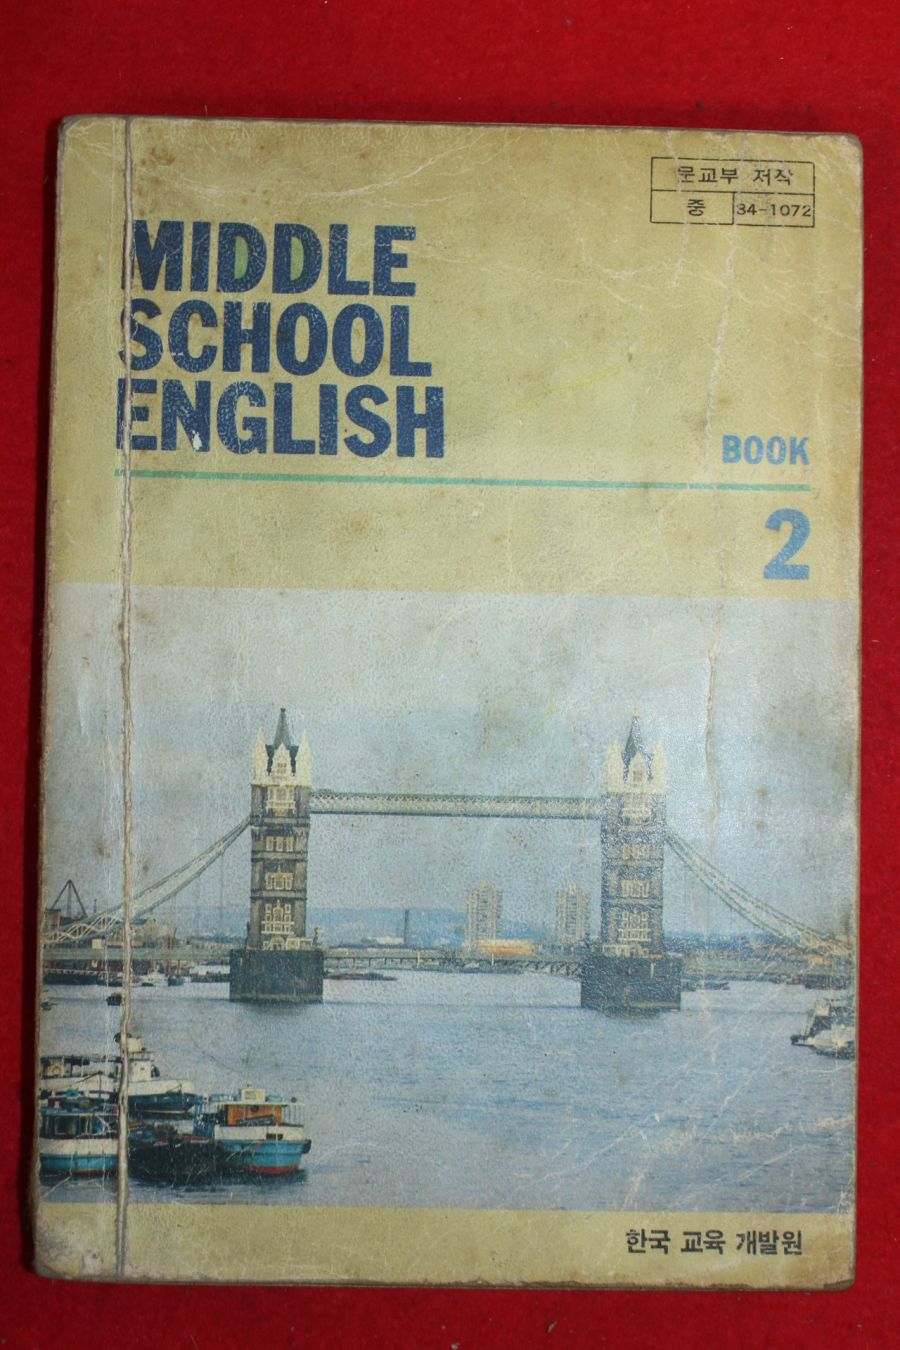 문교부 저작
중 34-1072
MIDDLE
SCHOOL
ENGLISH
BOOK
2
한국 교육 개발원